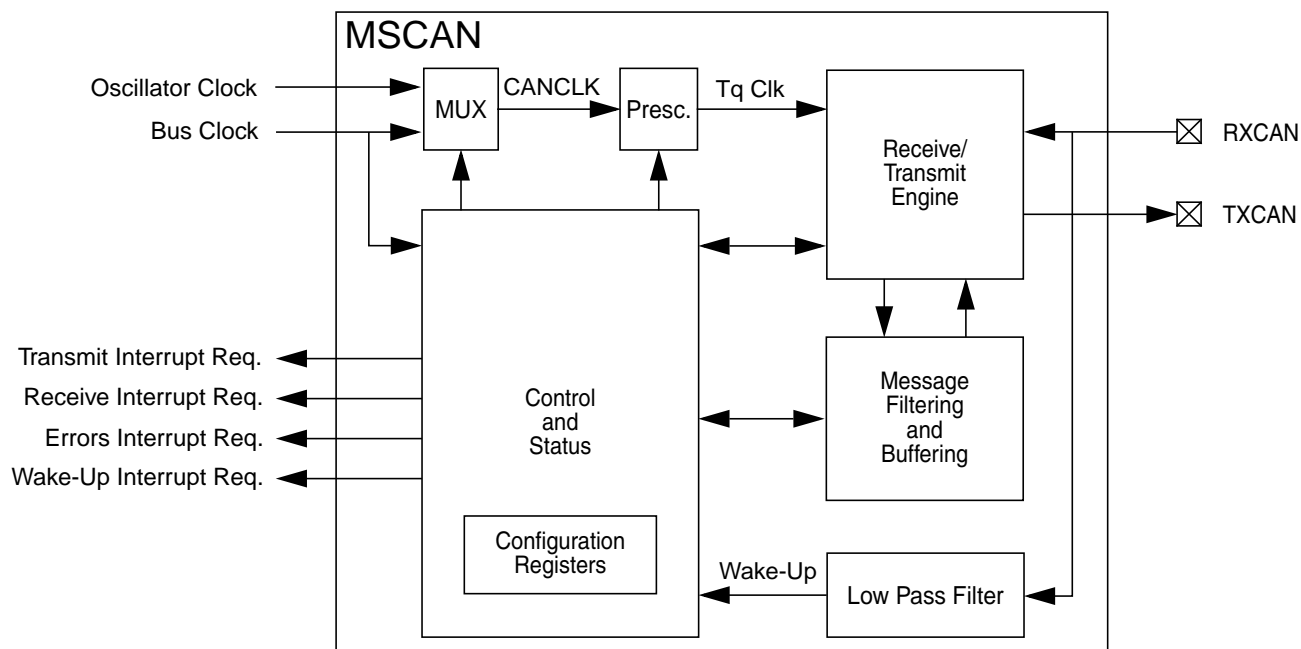 MSCAN
Oscillator Clock
Bus Clock
MUX
CANCLK
Presc.
Tq Clk
Receive/
Transmit
Engine
RXCAN
TXCAN
Transmit Interrupt Req.
Receive Interrupt Req.
Errors Interrupt Req.
Wake-Up Interrupt Req.
Control
and
Status
Message
Filtering
and
Buffering
Configuration
Registers
Wake-Up
Low Pass Filter